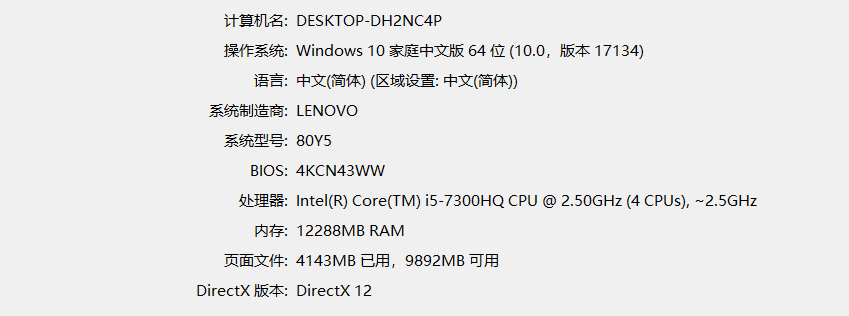 计算机名: DESKTOP-DH2NC4P
操作系统: Windows 10 家庭中文版 64 位 (10.0，版本 17134)
语言: 中文(简体) (区域设置: 中文(简体))
系统制造商: LENOVO
系统型号: 80Y5
BIOS: 4KCN43WW
处理器: Intel(R) Core(TM) i5-7300HQ CPU @ 2.50GHz (4 CPUs), ~2.5GHz
内存: 12288MB RAM
页面文件: 4143MB 已用，9892MB 可用
DirectX 版本: DirectX 12